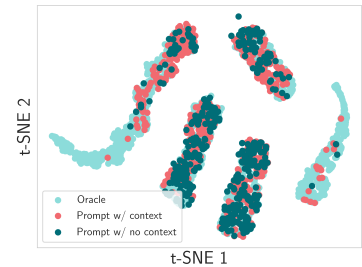 t-SNE 2
Oracle
Prompt w/ context
Prompt w/ no context
t-SNE 1